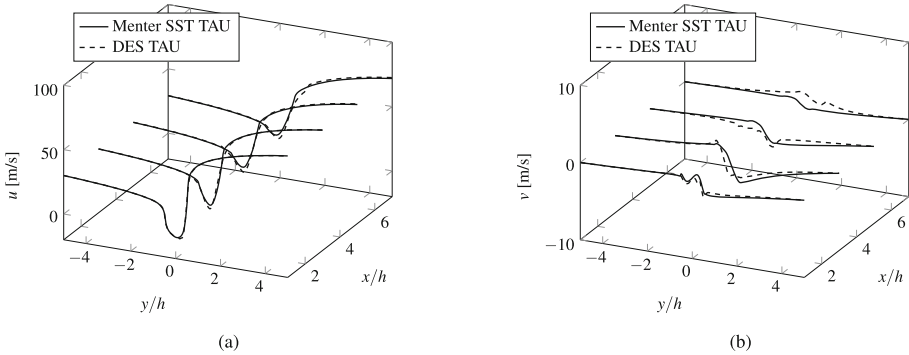 Menter SST TAU
DES TAU
100
50
0
u [m/s]
−4
−2
0
2
4
y/h
2
4
6
x/h
(a)
Menter SST TAU
DES TAU
10
0
−10
v [m/s]
−4
−2
0
2
4
y/h
2
4
6
x/h
(b)